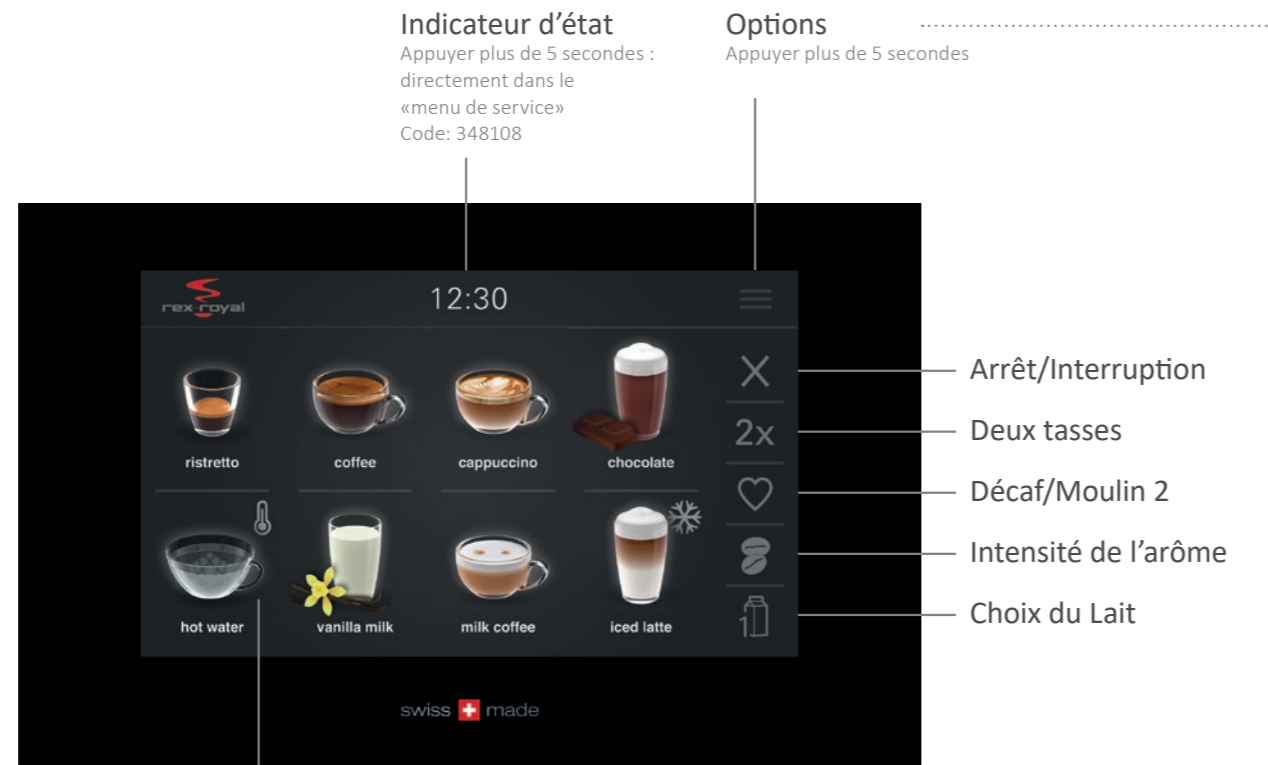 Indicateur d’état
Appuyer plus de 5 secondes :
directement dans le
«menu de service»
Code: 348108
Options
Appuyer plus de 5 secondes
rex-royal
12:30
ristretto
coffee
cappuccino
chocolate
2x
hot water
vanilla milk
milk coffee
iced latte
1
Arrêt/Interruption
Deux tasses
Décaf/Moulin 2
Intensité de l’arôme
Choix du Lait
swiss made